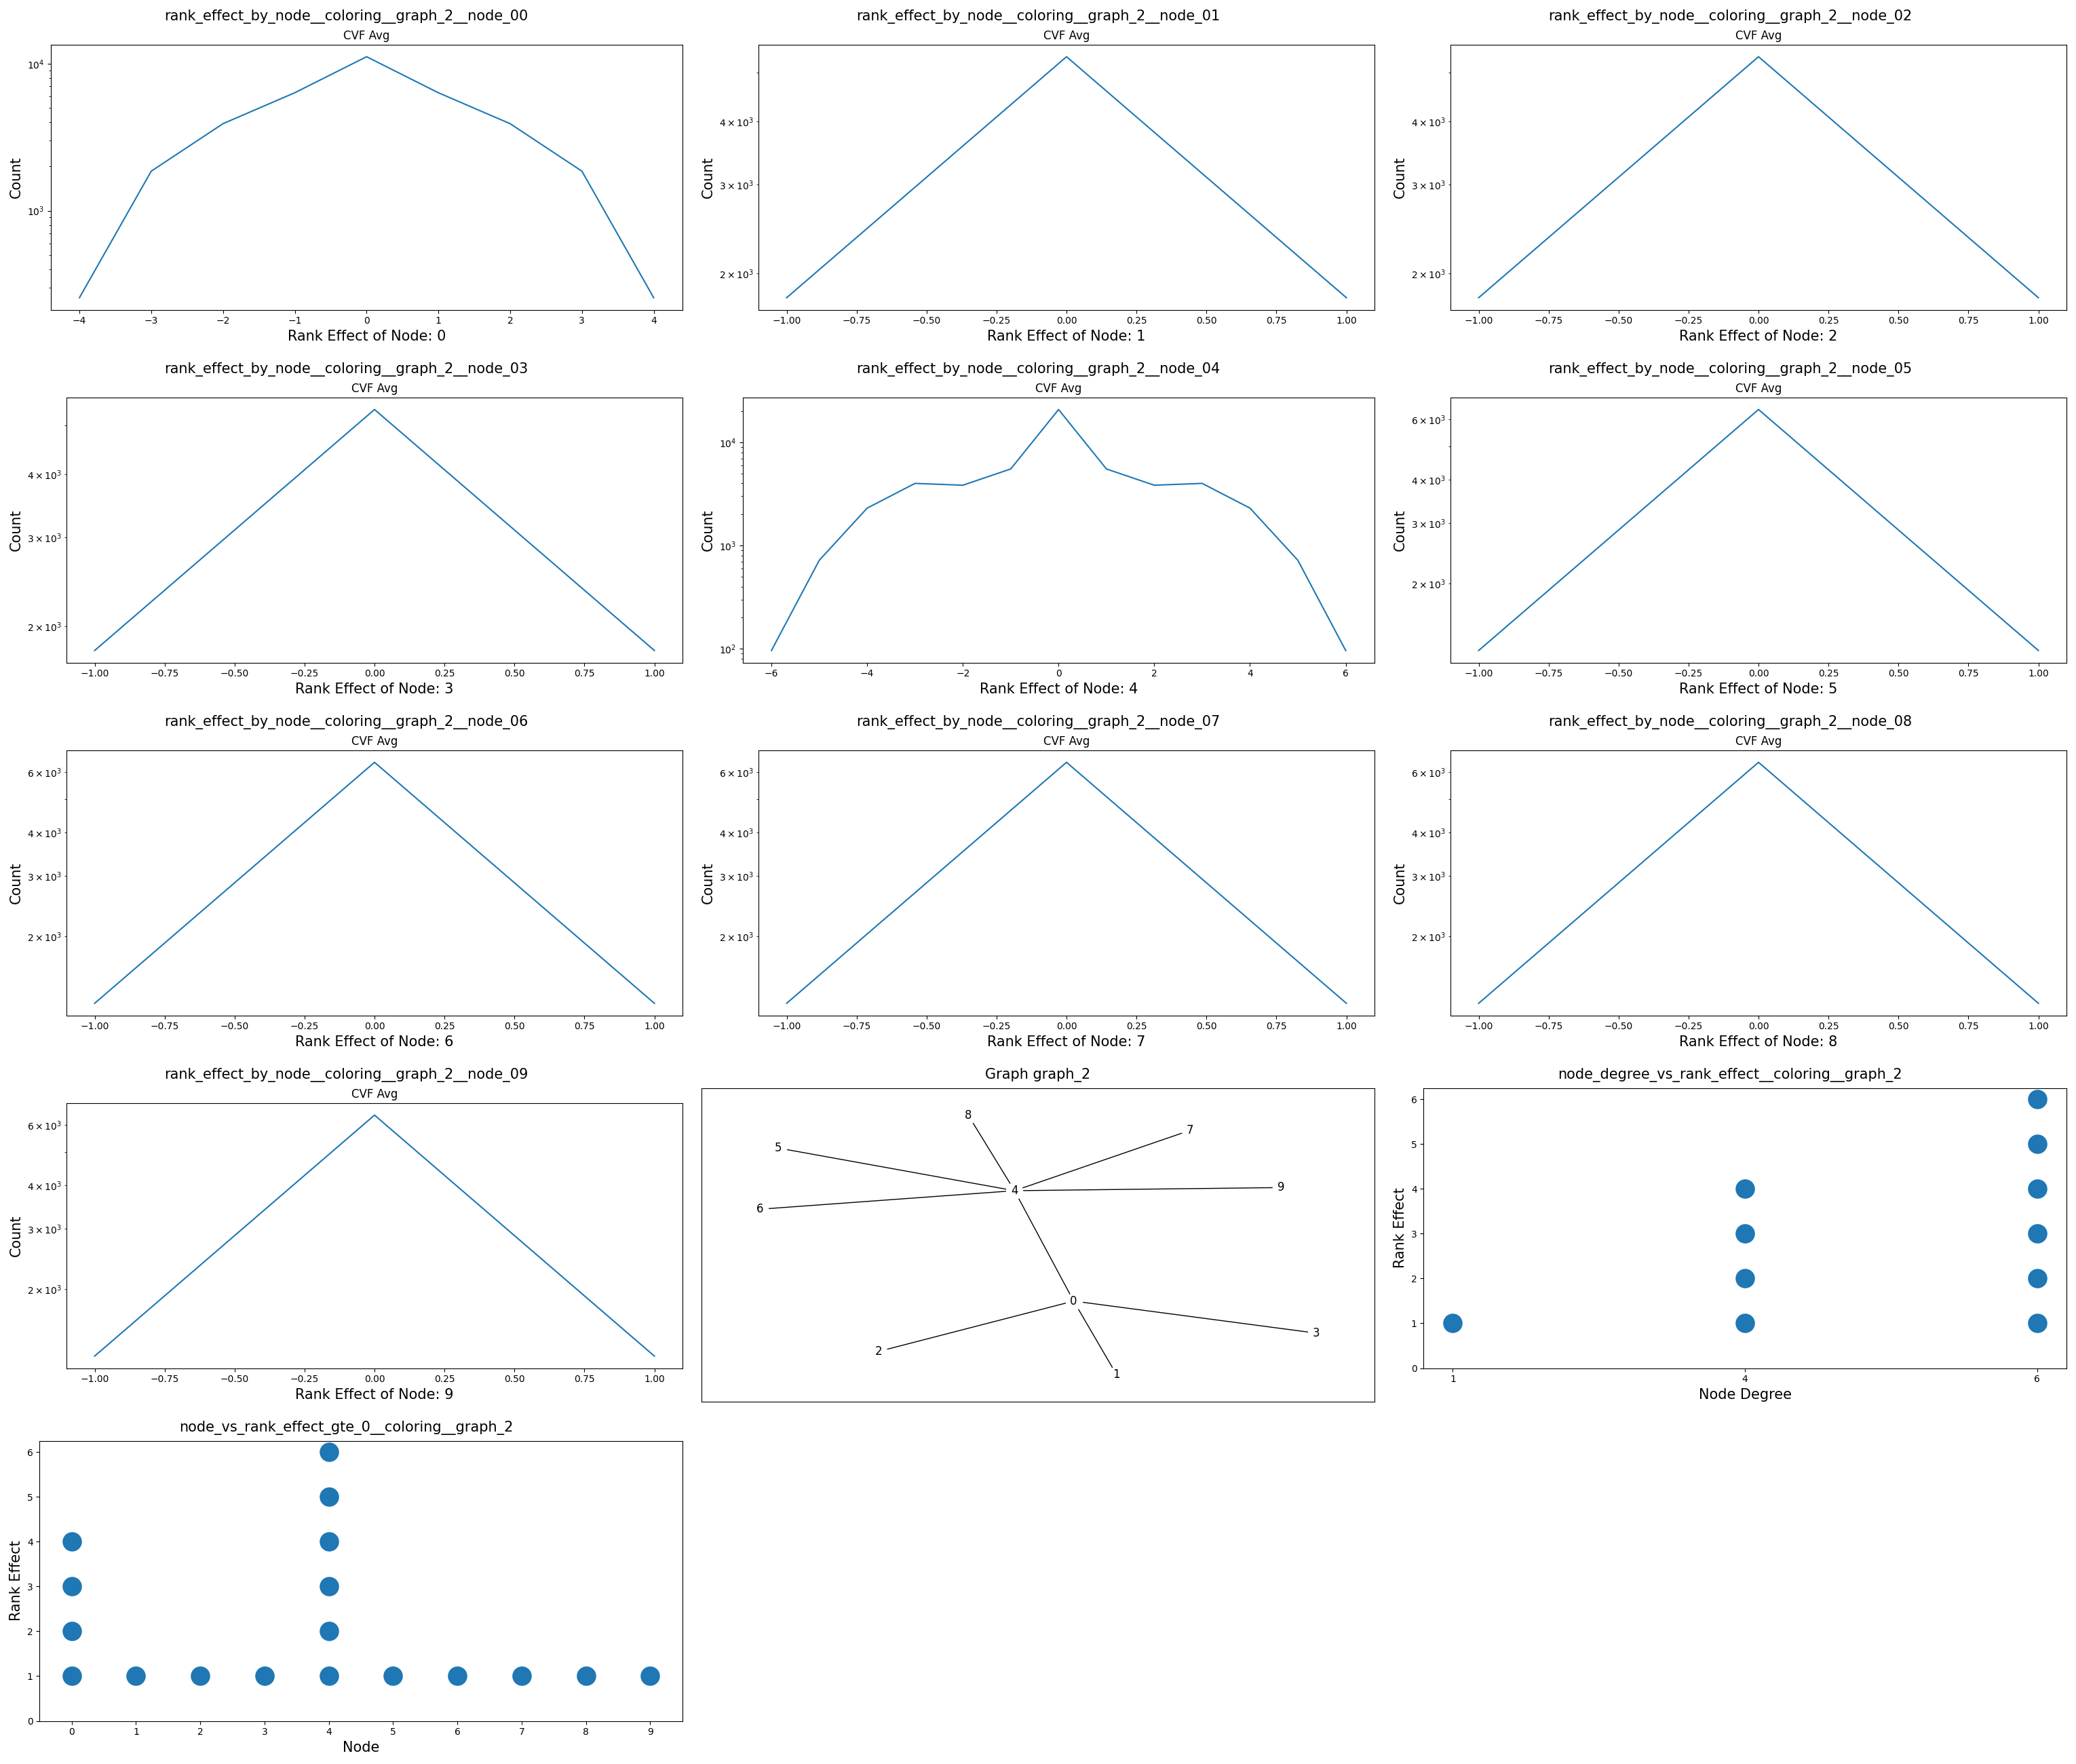 rank_effect_by_node__coloring__graph_2__node_00
CVF Avg
10⁴
10³
Count
−4 −3 −2 −1 0 1 2 3 4
Rank Effect of Node: 0
rank_effect_by_node__coloring__graph_2__node_01
CVF Avg
4 × 10³
3 × 10³
2 × 10³
Count
−1.00 −0.75 −0.50 −0.25 0.00 0.25 0.50 0.75 1.00
Rank Effect of Node: 1
rank_effect_by_node__coloring__graph_2__node_02
CVF Avg
4 × 10³
3 × 10³
2 × 10³
Count
−1.00 −0.75 −0.50 −0.25 0.00 0.25 0.50 0.75 1.00
Rank Effect of Node: 2
rank_effect_by_node__coloring__graph_2__node_03
CVF Avg
4 × 10³
3 × 10³
2 × 10³
Count
−1.00 −0.75 −0.50 −0.25 0.00 0.25 0.50 0.75 1.00
Rank Effect of Node: 3
rank_effect_by_node__coloring__graph_2__node_04
CVF Avg
10⁴
10³
10²
Count
−6 −4 −2 0 2 4 6
Rank Effect of Node: 4
rank_effect_by_node__coloring__graph_2__node_05
CVF Avg
6 × 10³
4 × 10³
3 × 10³
2 × 10³
Count
−1.00 −0.75 −0.50 −0.25 0.00 0.25 0.50 0.75 1.00
Rank Effect of Node: 5
rank_effect_by_node__coloring__graph_2__node_06
CVF Avg
6 × 10³
4 × 10³
3 × 10³
2 × 10³
Count
−1.00 −0.75 −0.50 −0.25 0.00 0.25 0.50 0.75 1.00
Rank Effect of Node: 6
rank_effect_by_node__coloring__graph_2__node_07
CVF Avg
6 × 10³
4 × 10³
3 × 10³
2 × 10³
Count
−1.00 −0.75 −0.50 −0.25 0.00 0.25 0.50 0.75 1.00
Rank Effect of Node: 7
rank_effect_by_node__coloring__graph_2__node_08
CVF Avg
6 × 10³
4 × 10³
3 × 10³
2 × 10³
Count
−1.00 −0.75 −0.50 −0.25 0.00 0.25 0.50 0.75 1.00
Rank Effect of Node: 8
rank_effect_by_node__coloring__graph_2__node_09
CVF Avg
6 × 10³
4 × 10³
3 × 10³
2 × 10³
Count
−1.00 −0.75 −0.50 −0.25 0.00 0.25 0.50 0.75 1.00
Rank Effect of Node: 9
Graph graph_2
8
7
5
4
9
6
0
3
2
1
node_degree_vs_rank_effect__coloring__graph_2
6
5
4
3
2
1
0
Rank Effect
1 4 6
Node Degree
node_vs_rank_effect_gte_0__coloring__graph_2
6
5
4
3
2
1
0
Rank Effect
0 1 2 3 4 5 6 7 8 9
Node